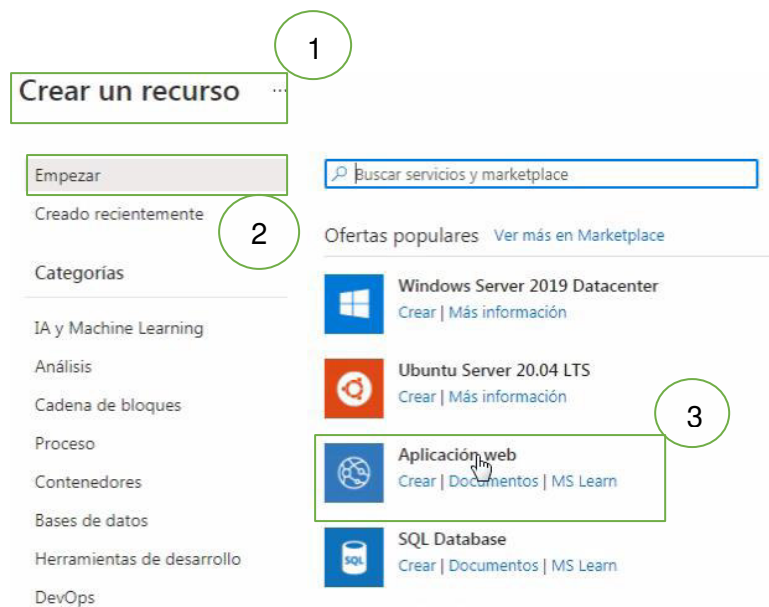 1
Crear un recurso ...
Empezar
Creado recientemente
2
Categorías
IA y Machine Learning
Análisis
Cadena de bloques
Proceso
Contenedores
Bases de datos
Herramientas de desarrollo
DevOps
Buscar servicios y marketplace
Ofertas populares Ver más en Marketplace
Windows Server 2019 Datacenter
Crear | Más información
Ubuntu Server 20.04 LTS
Crear | Más información
3
Aplicación web
Crear | Documentos | MS Learn
SQL
SQL Database
Crear | Documentos | MS Learn